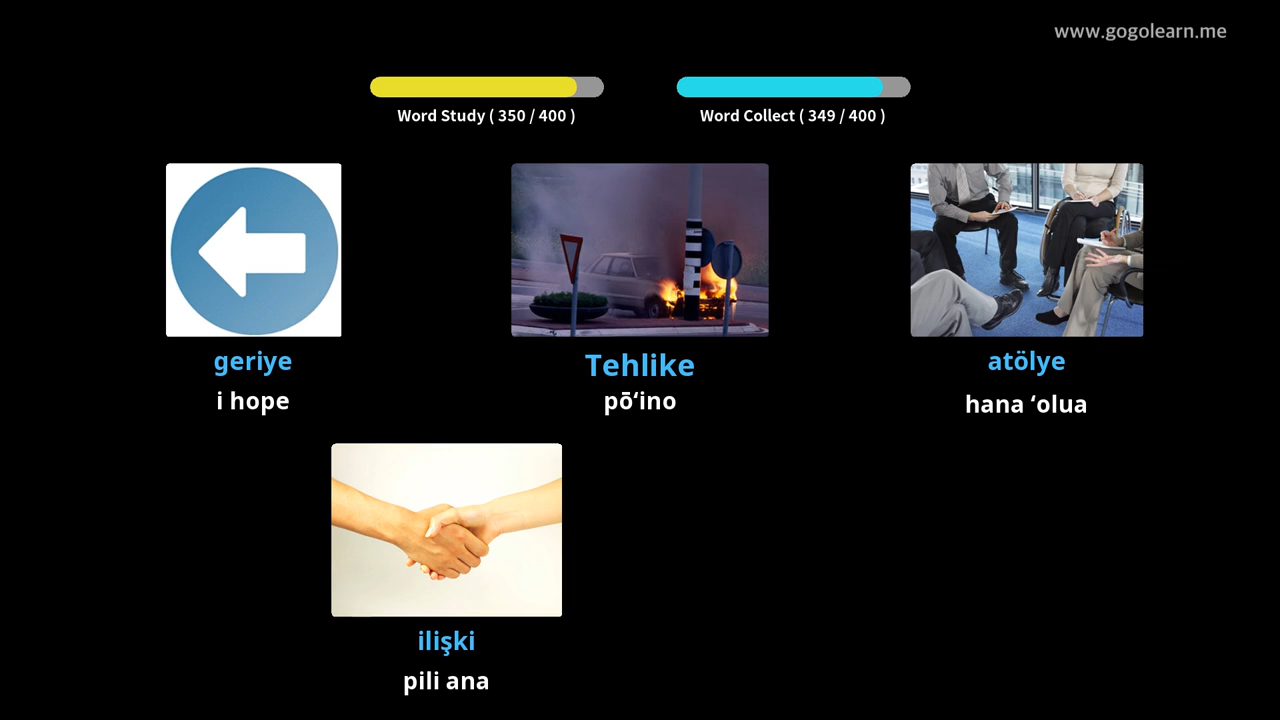 www.gogolearn.me
Word Study ( 350 / 400 )
Word Collect ( 349 / 400 )
geriye
i hope
Tehlike
pōʻino
atölye
hana ʻolua
ilişki
pili ana